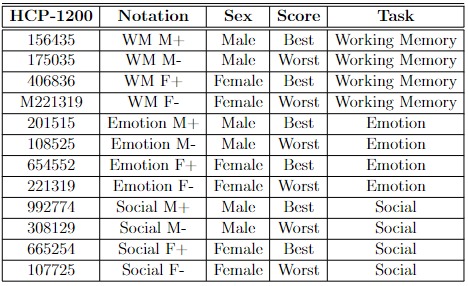 HCP-1200 Notation Sex Score Task
156435 WM M+ Male Best Working Memory
175035 WM M- Male Worst Working Memory
406836 WM F+ Female Best Working Memory
M221319 WM F- Female Worst Working Memory
201515 Emotion M+ Male Best Emotion
108525 Emotion M- Male Worst Emotion
654552 Emotion F+ Female Best Emotion
221319 Emotion F- Female Worst Emotion
992774 Social M+ Male Best Social
308129 Social M- Male Worst Social
665254 Social F+ Female Best Social
107725 Social F- Female Worst Social